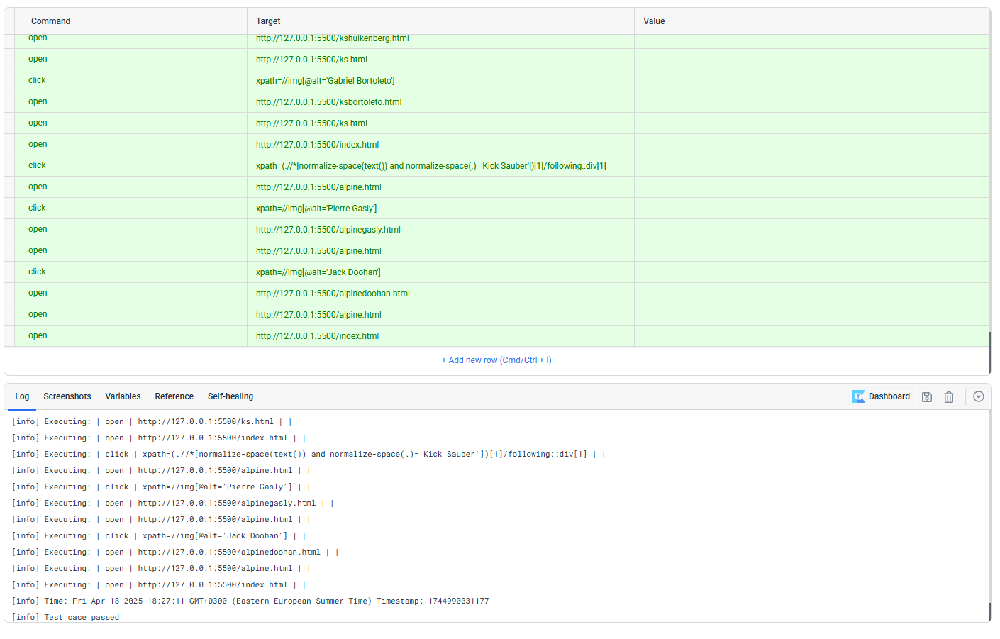 Command Target Value
open http://127.0.0.1:5500/kshulkenberg.html
open http://127.0.0.1:5500/ks.html
click xpath=//img[@alt='Gabriel Bortoleto']
open http://127.0.0.1:5500/ksbortoleto.html
open http://127.0.0.1:5500/ks.html
open http://127.0.0.1:5500/index.html
click xpath=(.//*[normalize-space(text()) and normalize-space(.)='Kick Sauber'])[1]/following::div[1]
open http://127.0.0.1:5500/alpine.html
click xpath=//img[@alt='Pierre Gasly']
open http://127.0.0.1:5500/alpinegasly.html
open http://127.0.0.1:5500/alpine.html
click xpath=//img[@alt='Jack Doohan']
open http://127.0.0.1:5500/alpinedoohan.html
open http://127.0.0.1:5500/alpine.html
open http://127.0.0.1:5500/index.html
+ Add new row (Cmd/Ctrl + I)
Log Screenshots Variables Reference Self-healing Dashboard
[info] Executing: | open | http://127.0.0.1:5500/ks.html | |
[info] Executing: | open | http://127.0.0.1:5500/index.html | |
[info] Executing: | click | xpath=(.//*[normalize-space(text()) and normalize-space(.)='Kick Sauber'])[1]/following::div[1] | |
[info] Executing: | open | http://127.0.0.1:5500/alpine.html | |
[info] Executing: | click | xpath=//img[@alt='Pierre Gasly'] | |
[info] Executing: | open | http://127.0.0.1:5500/alpinegasly.html | |
[info] Executing: | open | http://127.0.0.1:5500/alpine.html | |
[info] Executing: | click | xpath=//img[@alt='Jack Doohan'] | |
[info] Executing: | open | http://127.0.0.1:5500/alpinedoohan.html | |
[info] Executing: | open | http://127.0.0.1:5500/alpine.html | |
[info] Executing: | open | http://127.0.0.1:5500/index.html | |
[info] Time: Fri Apr 18 2025 18:27:11 GMT+0300 (Eastern European Summer Time) Timestamp: 1744990031177
[info] Test case passed